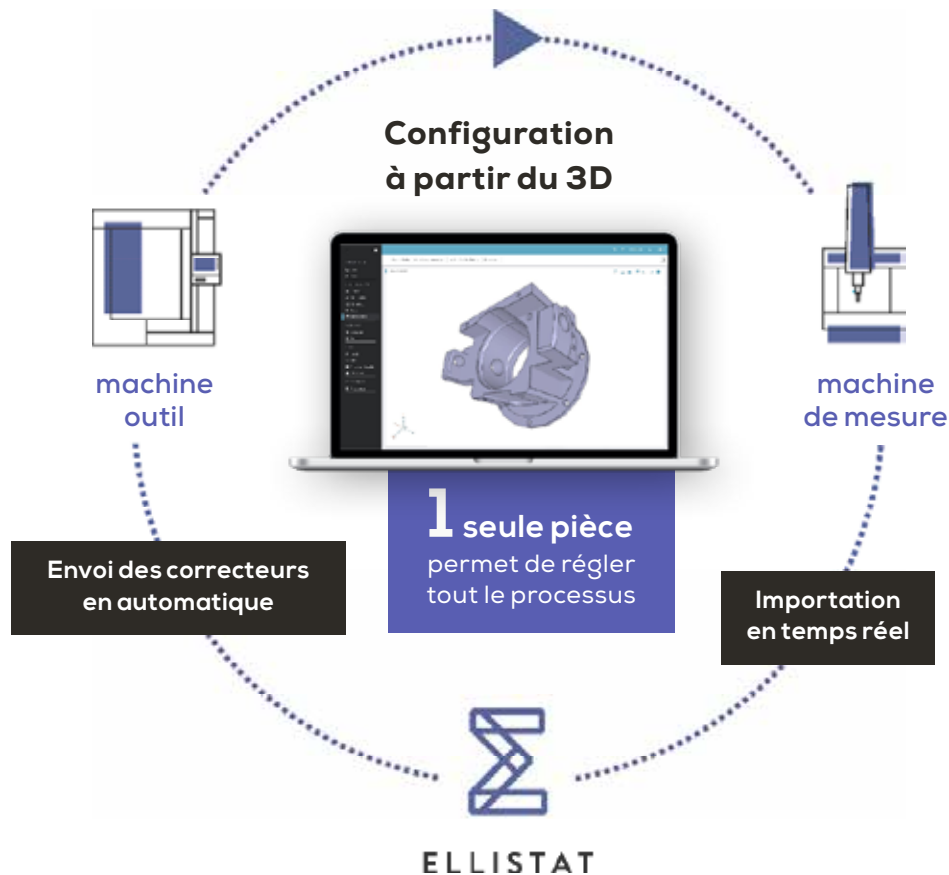 Configuration
à partir du 3D
machine
outil
machine
de mesure
1 seule pièce
permet de régler
tout le processus
Envoi des correcteurs
en automatique
Importation
en temps réel
ELLISTAT